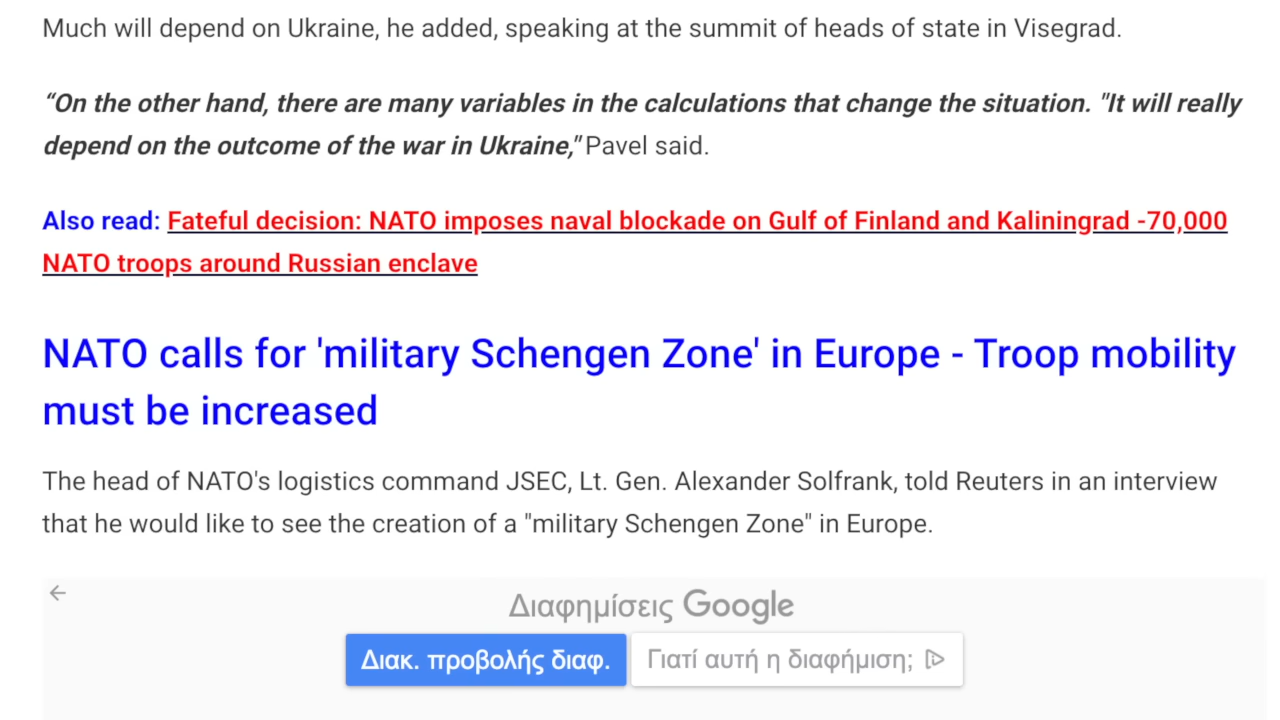 Much will depend on Ukraine, he added, speaking at the summit of heads of state in Visegrad.
“On the other hand, there are many variables in the calculations that change the situation. "It will really
depend on the outcome of the war in Ukraine,” Pavel said.
Also read: Fateful decision: NATO imposes naval blockade on Gulf of Finland and Kaliningrad -70,000
NATO troops around Russian enclave
NATO calls for 'military Schengen Zone' in Europe - Troop mobility
must be increased
The head of NATO's logistics command JSEC, Lt. Gen. Alexander Solfrank, told Reuters in an interview
that he would like to see the creation of a "military Schengen Zone" in Europe.
Διαφημίσεις Google
Διακ. προβολής διαφ. Γιατί αυτή η διαφήμιση;